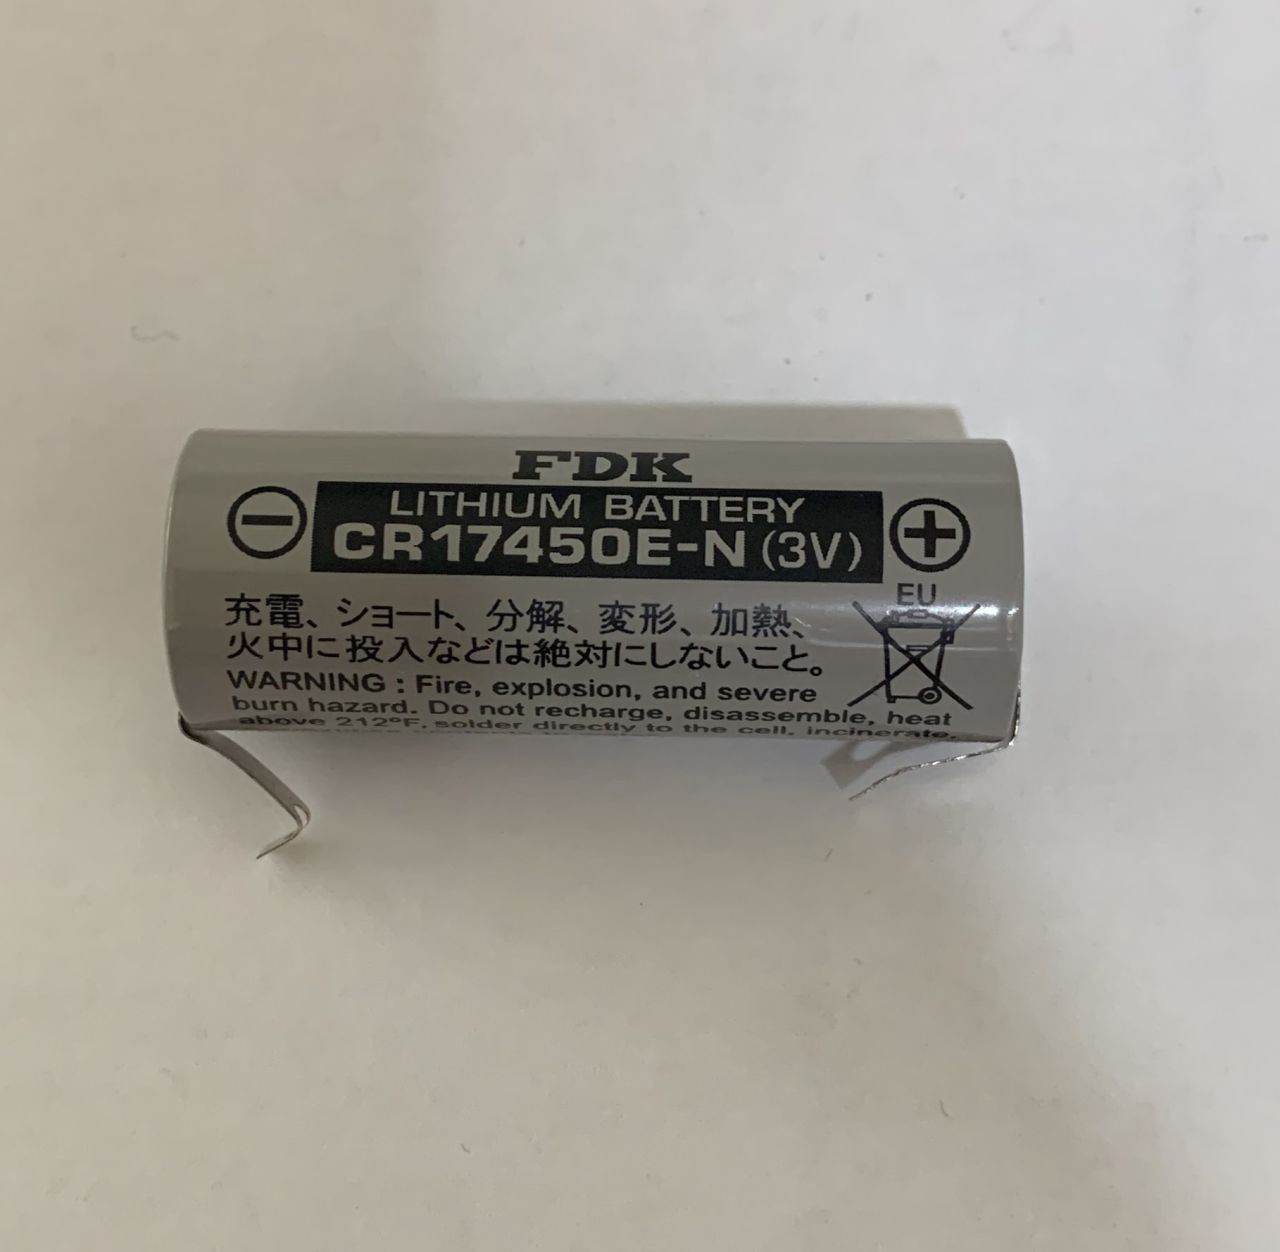 FDK
LITHIUM BATTERY
CR17450E-N (3V)
EU
充電、ショート、分解、変形、加熱、
火中に投入などは絶対にしないこと。
WARNING : Fire, explosion, and severe
burn hazard. Do not recharge, disassemble, heat
above 212°F, solder directly to the cell, incinerate,